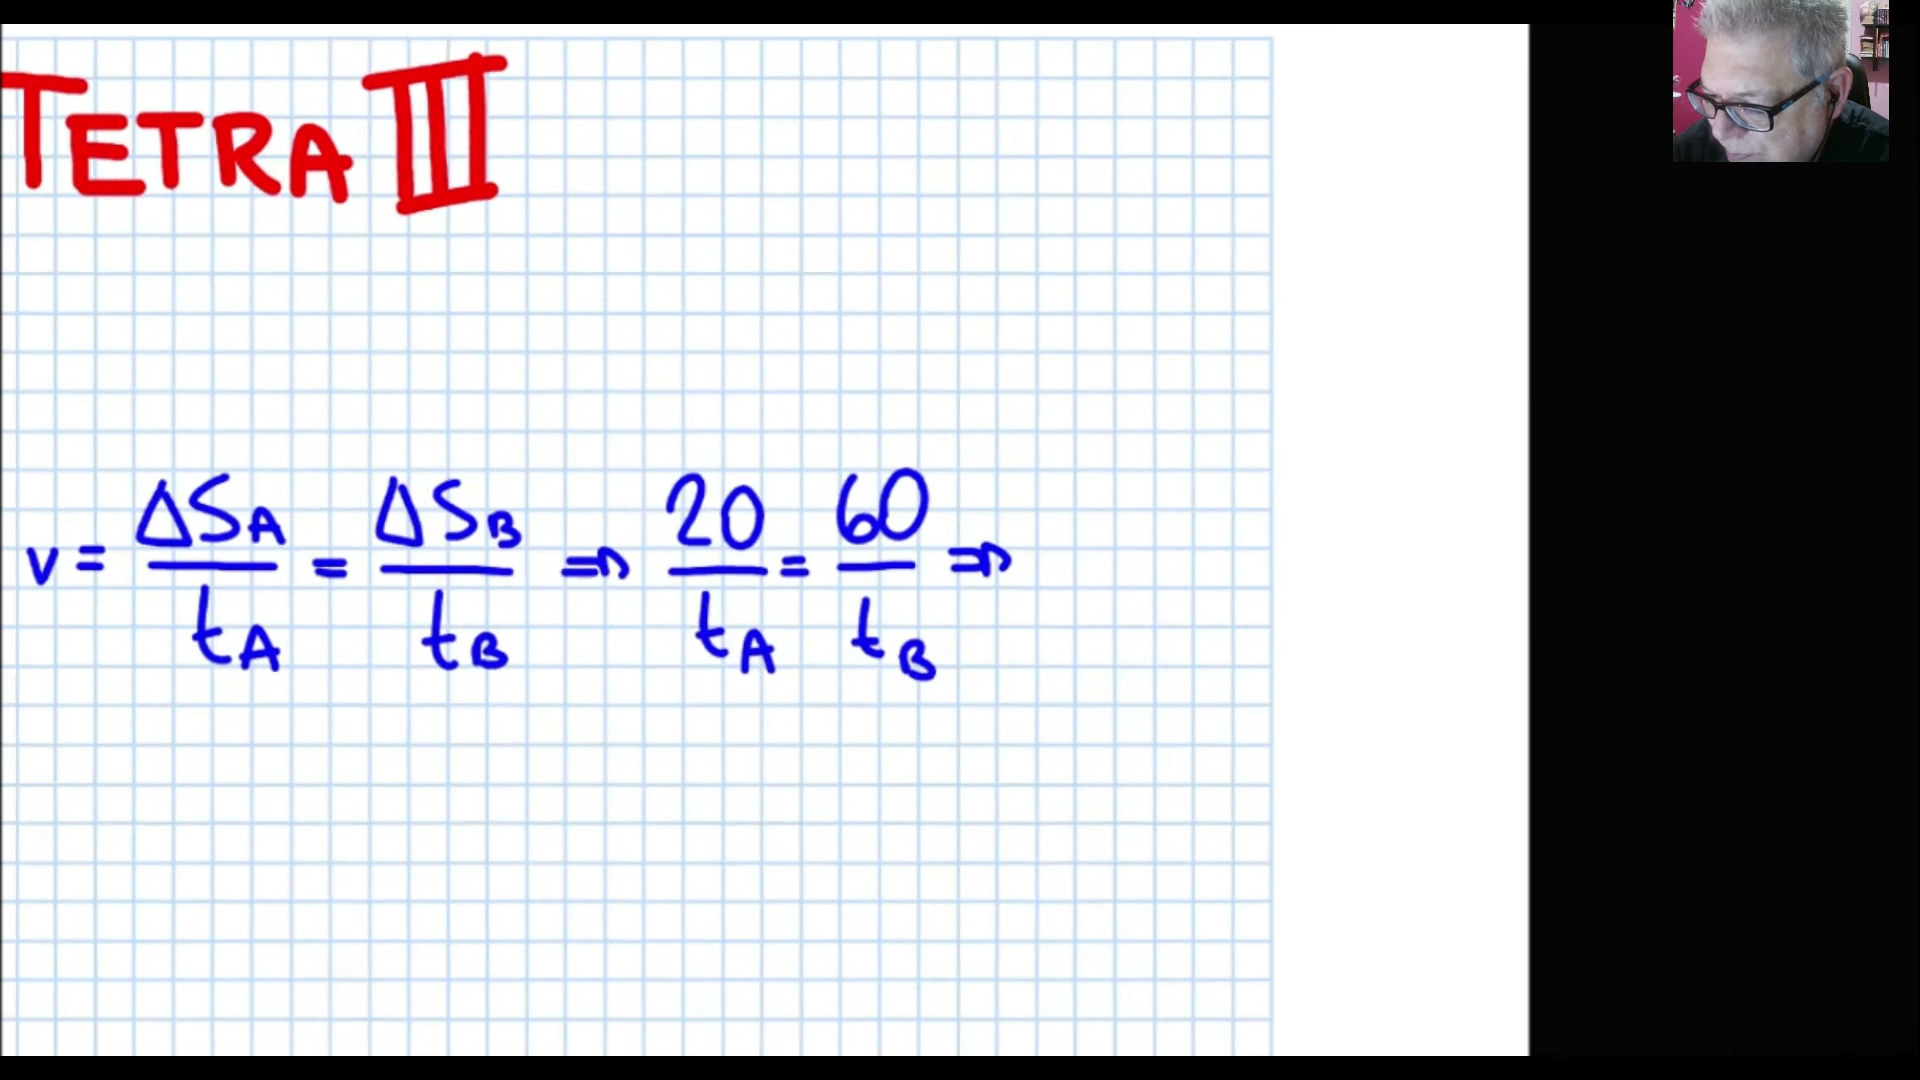 TETRA III
v = ΔSA/tA = ΔSB/tB ⇒ 20/tA = 60/tB ⇒